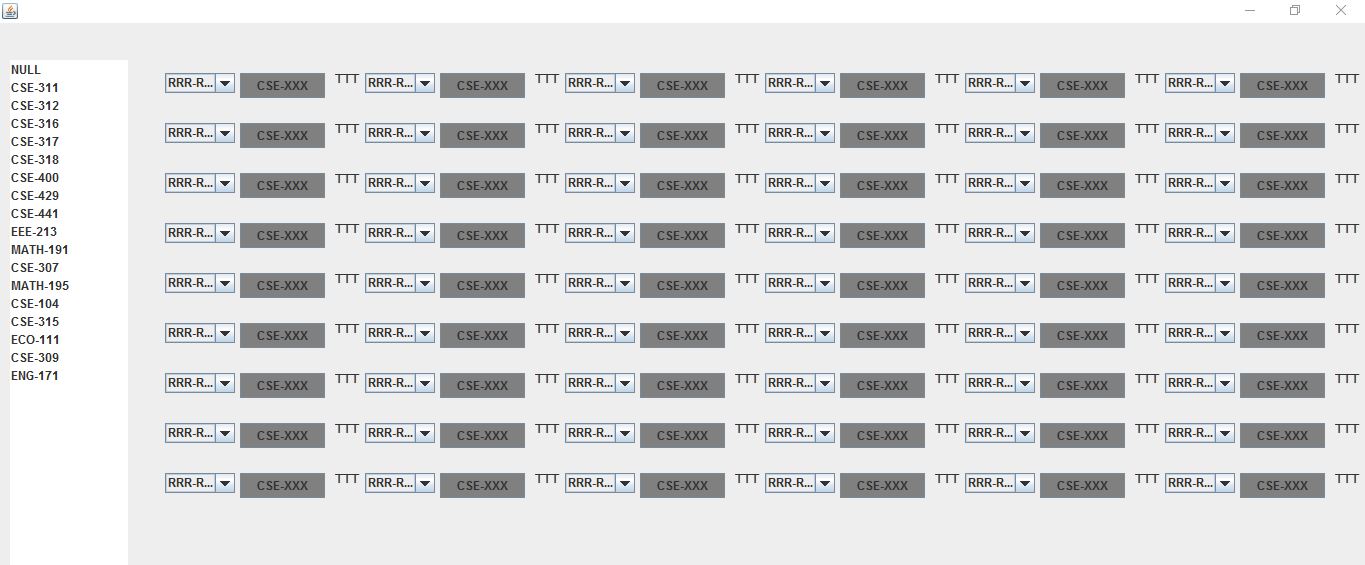 NULL
CSE-311
CSE-312
CSE-316
CSE-317
CSE-318
CSE-400
CSE-429
CSE-441
EEE-213
MATH-191
CSE-307
MATH-195
CSE-104
CSE-315
ECO-111
CSE-309
ENG-171
RRR-R... CSE-XXX TTT RRR-R... CSE-XXX TTT RRR-R... CSE-XXX TTT RRR-R... CSE-XXX TTT RRR-R... CSE-XXX TTT RRR-R... CSE-XXX TTT
RRR-R... CSE-XXX TTT RRR-R... CSE-XXX TTT RRR-R... CSE-XXX TTT RRR-R... CSE-XXX TTT RRR-R... CSE-XXX TTT RRR-R... CSE-XXX TTT
RRR-R... CSE-XXX TTT RRR-R... CSE-XXX TTT RRR-R... CSE-XXX TTT RRR-R... CSE-XXX TTT RRR-R... CSE-XXX TTT RRR-R... CSE-XXX TTT
RRR-R... CSE-XXX TTT RRR-R... CSE-XXX TTT RRR-R... CSE-XXX TTT RRR-R... CSE-XXX TTT RRR-R... CSE-XXX TTT RRR-R... CSE-XXX TTT
RRR-R... CSE-XXX TTT RRR-R... CSE-XXX TTT RRR-R... CSE-XXX TTT RRR-R... CSE-XXX TTT RRR-R... CSE-XXX TTT RRR-R... CSE-XXX TTT
RRR-R... CSE-XXX TTT RRR-R... CSE-XXX TTT RRR-R... CSE-XXX TTT RRR-R... CSE-XXX TTT RRR-R... CSE-XXX TTT RRR-R... CSE-XXX TTT
RRR-R... CSE-XXX TTT RRR-R... CSE-XXX TTT RRR-R... CSE-XXX TTT RRR-R... CSE-XXX TTT RRR-R... CSE-XXX TTT RRR-R... CSE-XXX TTT
RRR-R... CSE-XXX TTT RRR-R... CSE-XXX TTT RRR-R... CSE-XXX TTT RRR-R... CSE-XXX TTT RRR-R... CSE-XXX TTT RRR-R... CSE-XXX TTT
RRR-R... CSE-XXX TTT RRR-R... CSE-XXX TTT RRR-R... CSE-XXX TTT RRR-R... CSE-XXX TTT RRR-R... CSE-XXX TTT RRR-R... CSE-XXX TTT